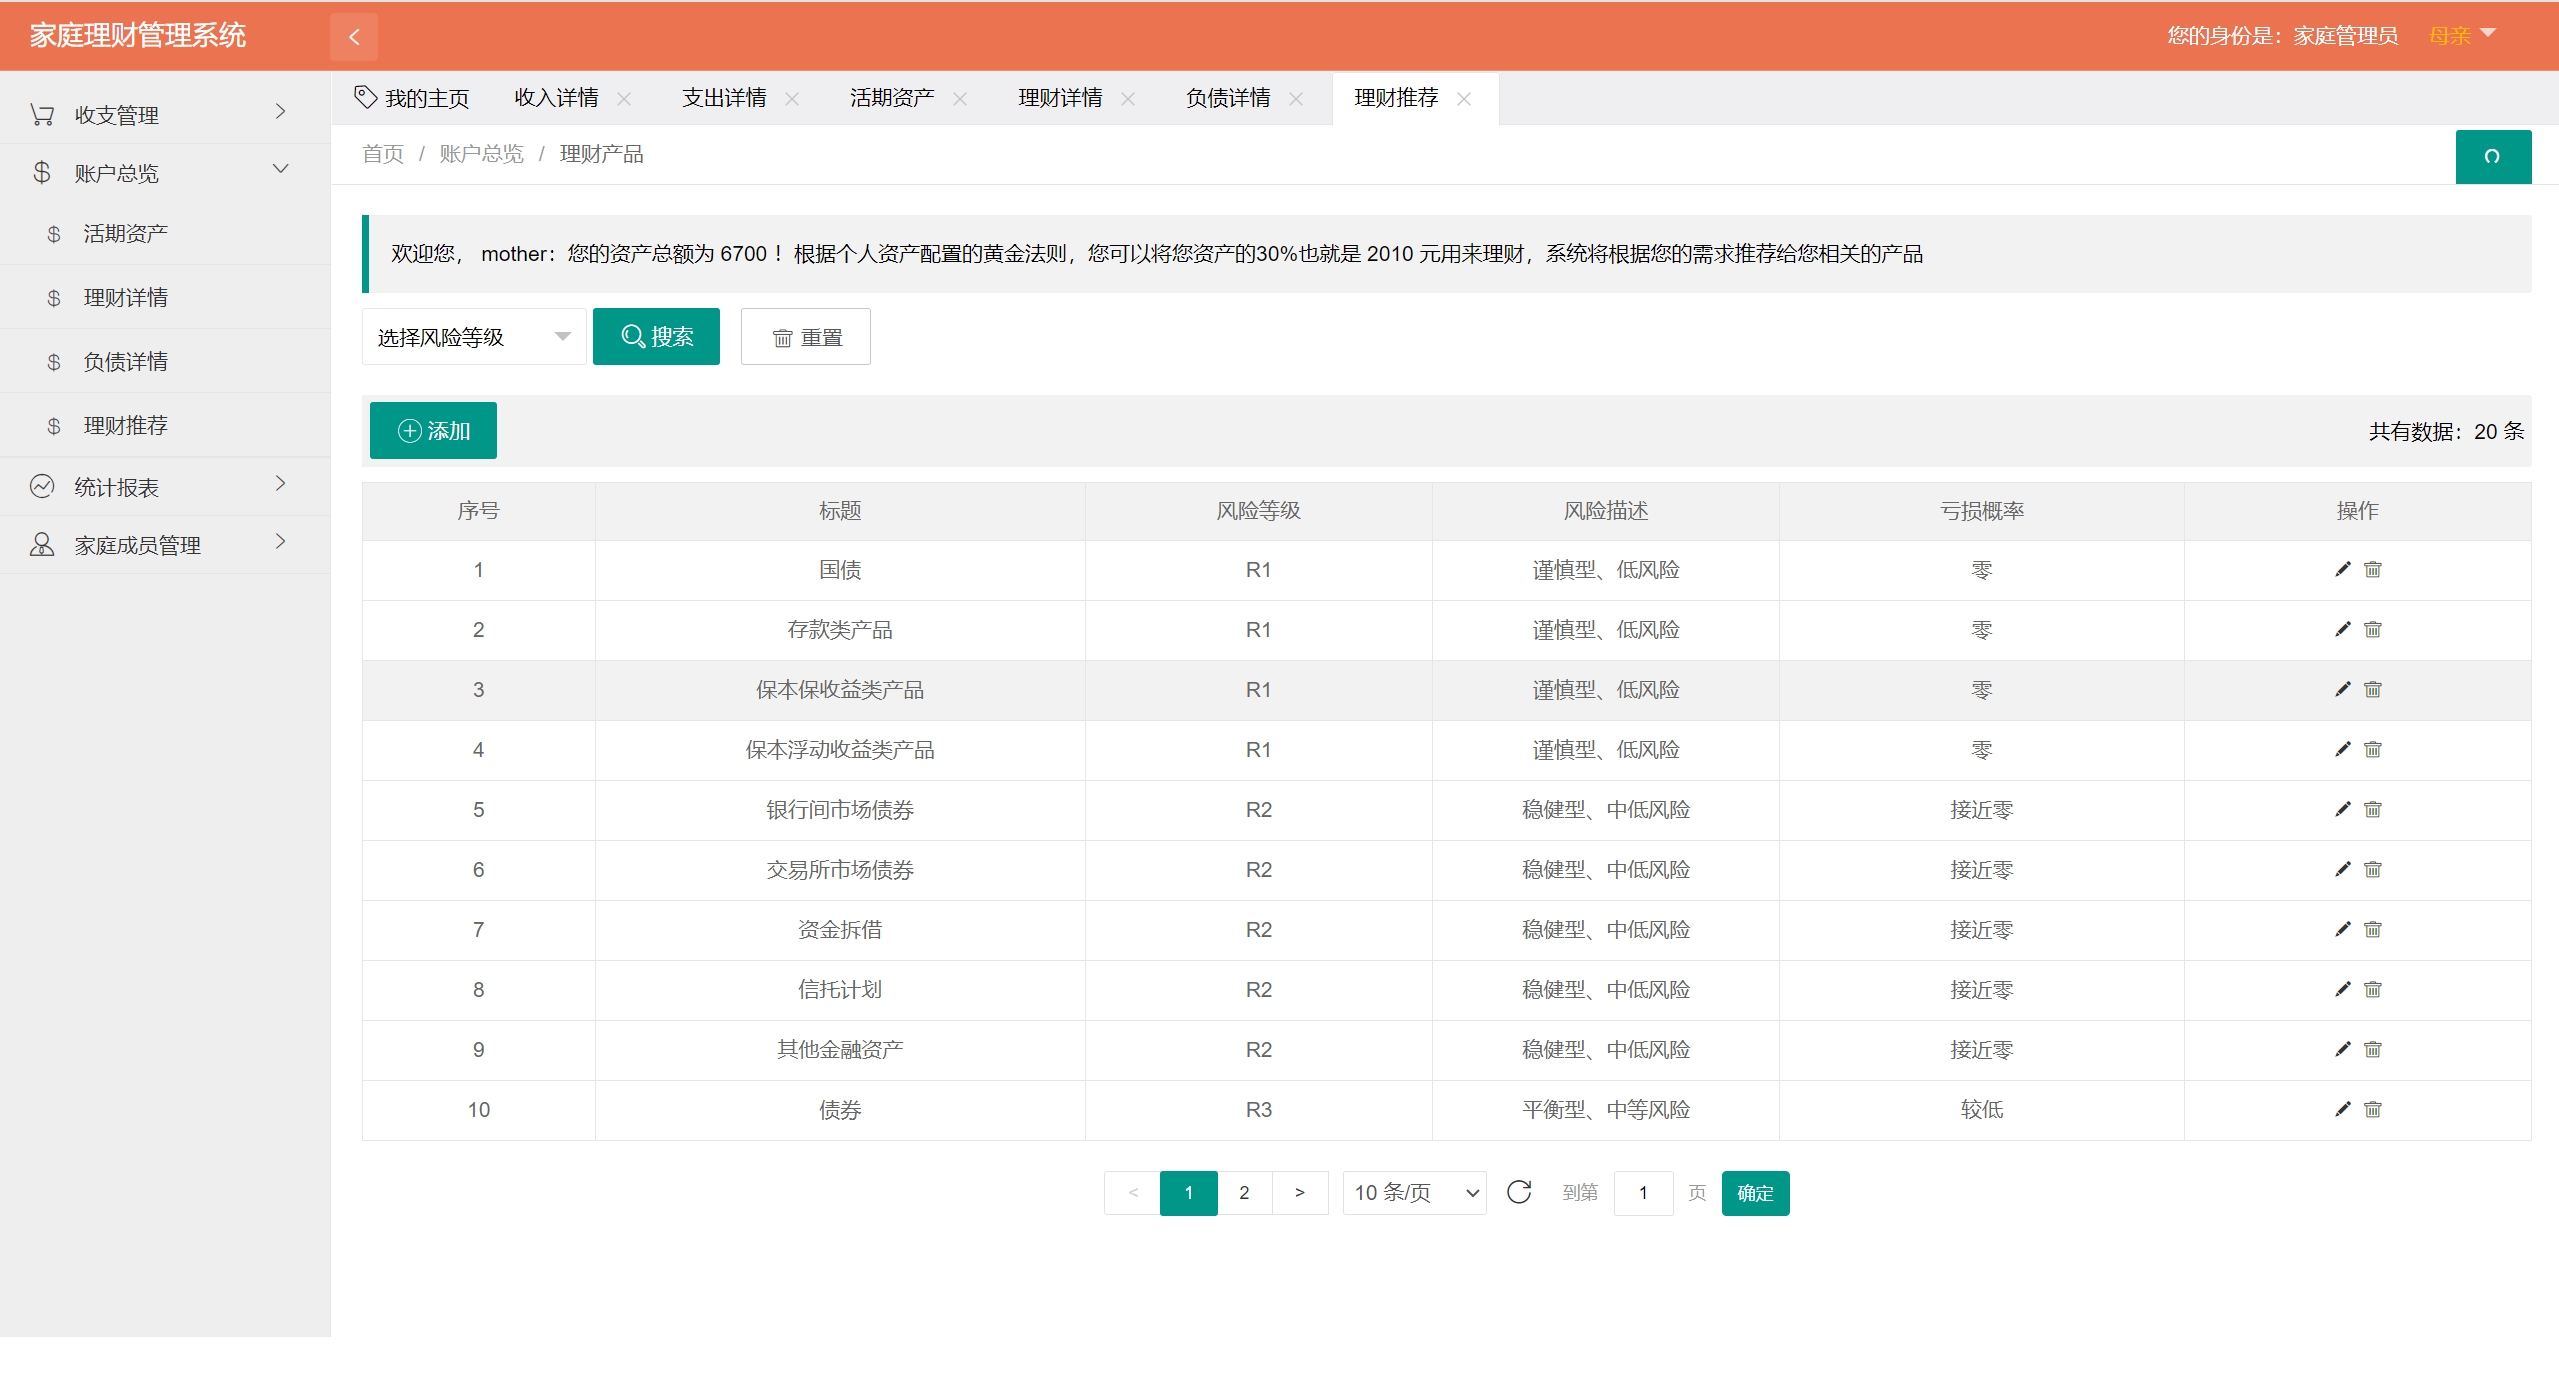 家庭理财管理系统
您的身份是：家庭管理员 母亲
收支管理
账户总览
活期资产
理财详情
负债详情
理财推荐
统计报表
家庭成员管理
我的主页 收入详情 支出详情 活期资产 理财详情 负债详情 理财推荐
首页 / 账户总览 / 理财产品
欢迎您， mother：您的资产总额为 6700！ 根据个人资产配置的黄金法则，您可以将您资产的30%也就是 2010 元用来理财，系统将根据您的需求推荐给您相关的产品
选择风险等级 搜索 重置
添加 共有数据：20 条
序号 标题 风险等级 风险描述 亏损概率 操作
1 国债 R1 谨慎型、低风险 零
2 存款类产品 R1 谨慎型、低风险 零
3 保本保收益类产品 R1 谨慎型、低风险 零
4 保本浮动收益类产品 R1 谨慎型、低风险 零
5 银行间市场债券 R2 稳健型、中低风险 接近零
6 交易所市场债券 R2 稳健型、中低风险 接近零
7 资金拆借 R2 稳健型、中低风险 接近零
8 信托计划 R2 稳健型、中低风险 接近零
9 其他金融资产 R2 稳健型、中低风险 接近零
10 债券 R3 平衡型、中等风险 较低
< 1 2 > 10 条/页 到第 1 页 确定